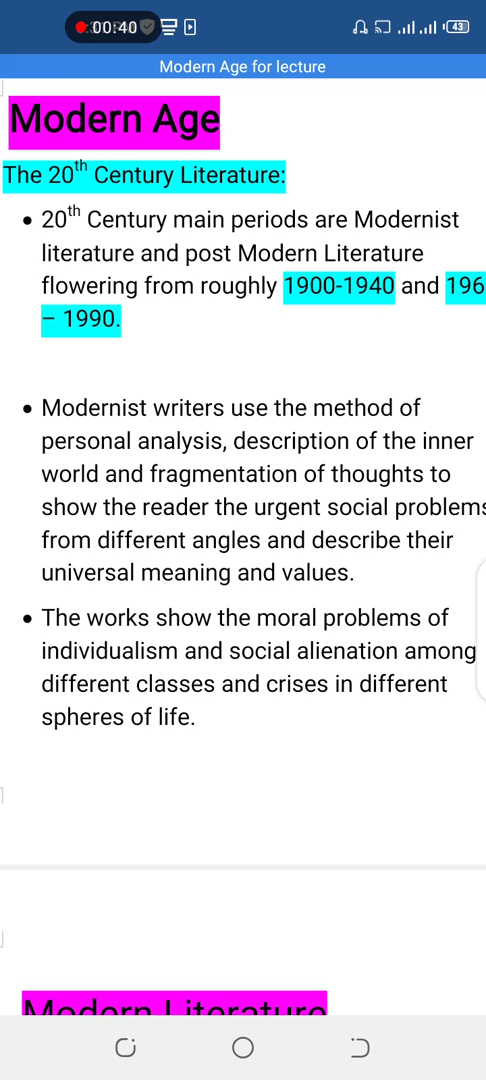 00:40
43
Modern Age for lecture
Modern Age
The 20th Century Literature:
• 20th Century main periods are Modernist
literature and post Modern Literature
flowering from roughly 1900-1940 and 196
– 1990.
• Modernist writers use the method of
personal analysis, description of the inner
world and fragmentation of thoughts to
show the reader the urgent social problems
from different angles and describe their
universal meaning and values.
• The works show the moral problems of
individualism and social alienation among
different classes and crises in different
spheres of life.
Modern Literature